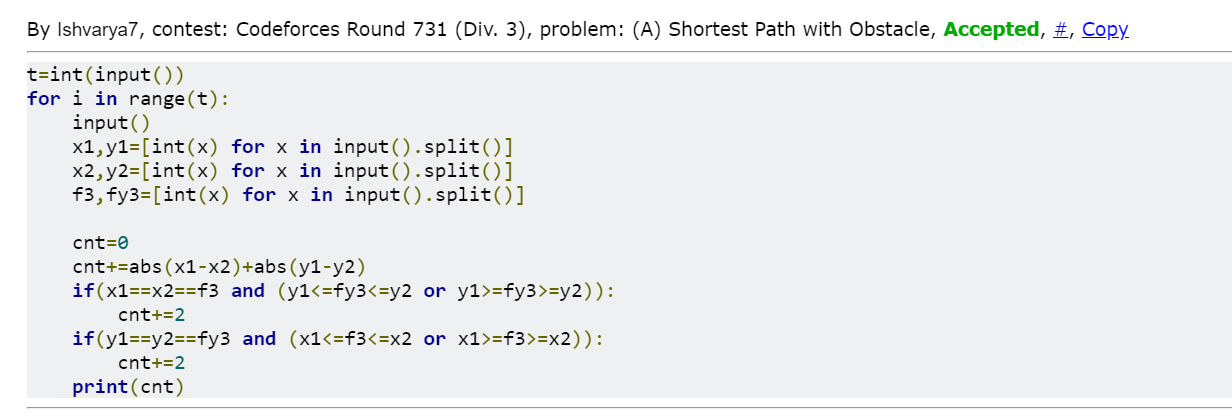 By Ishvarya7, contest: Codeforces Round 731 (Div. 3), problem: (A) Shortest Path with Obstacle, Accepted, #, Copy
t=int(input())
for i in range(t):
    input()
    x1,y1=[int(x) for x in input().split()]
    x2,y2=[int(x) for x in input().split()]
    f3,fy3=[int(x) for x in input().split()]

    cnt=0
    cnt+=abs(x1-x2)+abs(y1-y2)
    if(x1==x2==f3 and (y1<=fy3<=y2 or y1>=fy3>=y2)):
        cnt+=2
    if(y1==y2==fy3 and (x1<=f3<=x2 or x1>=f3>=x2)):
        cnt+=2
    print(cnt)